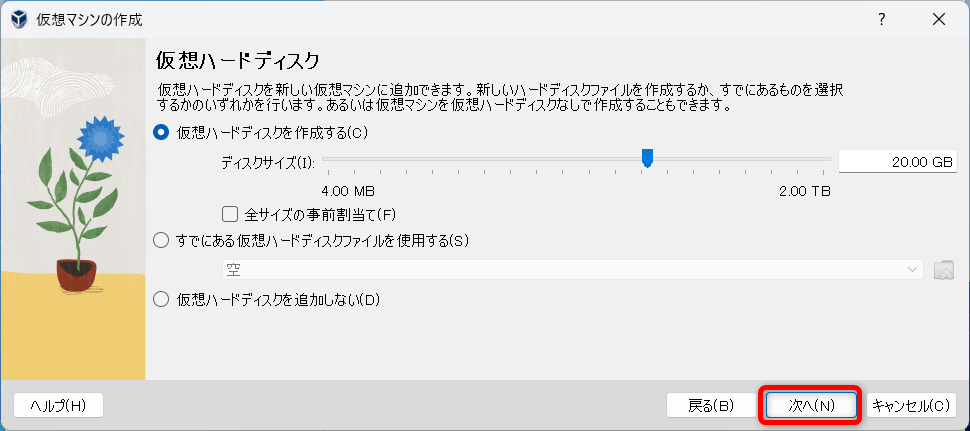 仮想マシンの作成
仮想ハードディスク
仮想ハードディスクを新しい仮想マシンに追加できます。新しいハードディスクファイルを作成するか、すでにあるものを選択
するかのいずれかを行います。あるいは仮想マシンを仮想ハードディスクなしで作成することもできます。
仮想ハードディスクを作成する(C)
ディスクサイズ(I):
20.00 GB
4.00 MB
2.00 TB
全サイズの事前割当て(F)
すでにある仮想ハードディスクファイルを使用する(S)
空
仮想ハードディスクを追加しない(D)
ヘルプ(H)
戻る(B)
次へ(N)
キャンセル(C)